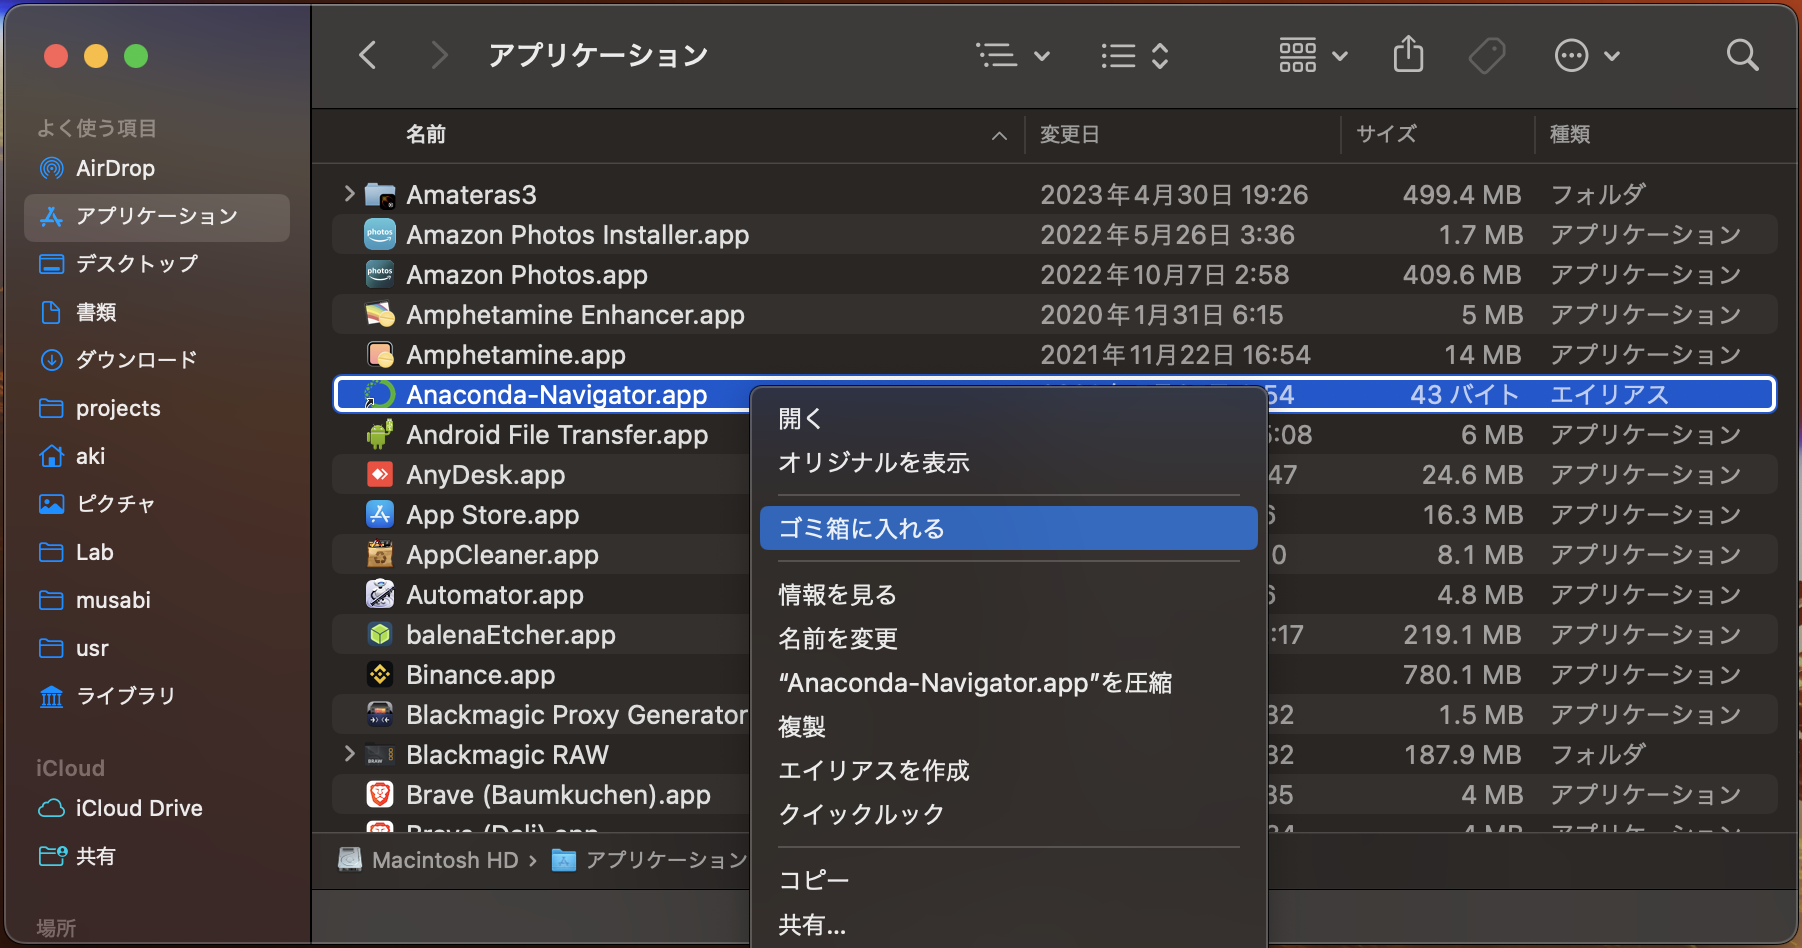 アプリケーション
よく使う項目
AirDrop
アプリケーション
デスクトップ
書類
ダウンロード
projects
aki
ピクチャ
Lab
musabi
usr
ライブラリ
iCloud
iCloud Drive
共有
場所
名前 変更日 サイズ 種類
Amateras3 2023年4月30日 19:26 499.4 MB フォルダ
Amazon Photos Installer.app 2022年5月26日 3:36 1.7 MB アプリケーション
photos
Amazon Photos.app 2022年10月7日 2:58 409.6 MB アプリケーション
photos
Amphetamine Enhancer.app 2020年1月31日 6:15 5 MB アプリケーション
Amphetamine.app 2021年11月22日 16:54 14 MB アプリケーション
Anaconda-Navigator.app 54 43 バイト エイリアス
Android File Transfer.app :08 6 MB アプリケーション
AnyDesk.app 47 24.6 MB アプリケーション
App Store.app 16.3 MB アプリケーション
AppCleaner.app 0 8.1 MB アプリケーション
Automator.app 4.8 MB アプリケーション
balenaEtcher.app :17 219.1 MB アプリケーション
Binance.app 780.1 MB アプリケーション
Blackmagic Proxy Generator 32 1.5 MB アプリケーション
Blackmagic RAW 32 187.9 MB フォルダ
Brave (Baumkuchen).app 35 4 MB アプリケーション
開く
オリジナルを表示
ゴミ箱に入れる
情報を見る
名前を変更
“Anaconda-Navigator.app”を圧縮
複製
エイリアスを作成
クイックルック
コピー
共有...
Macintosh HD › アプリケーション